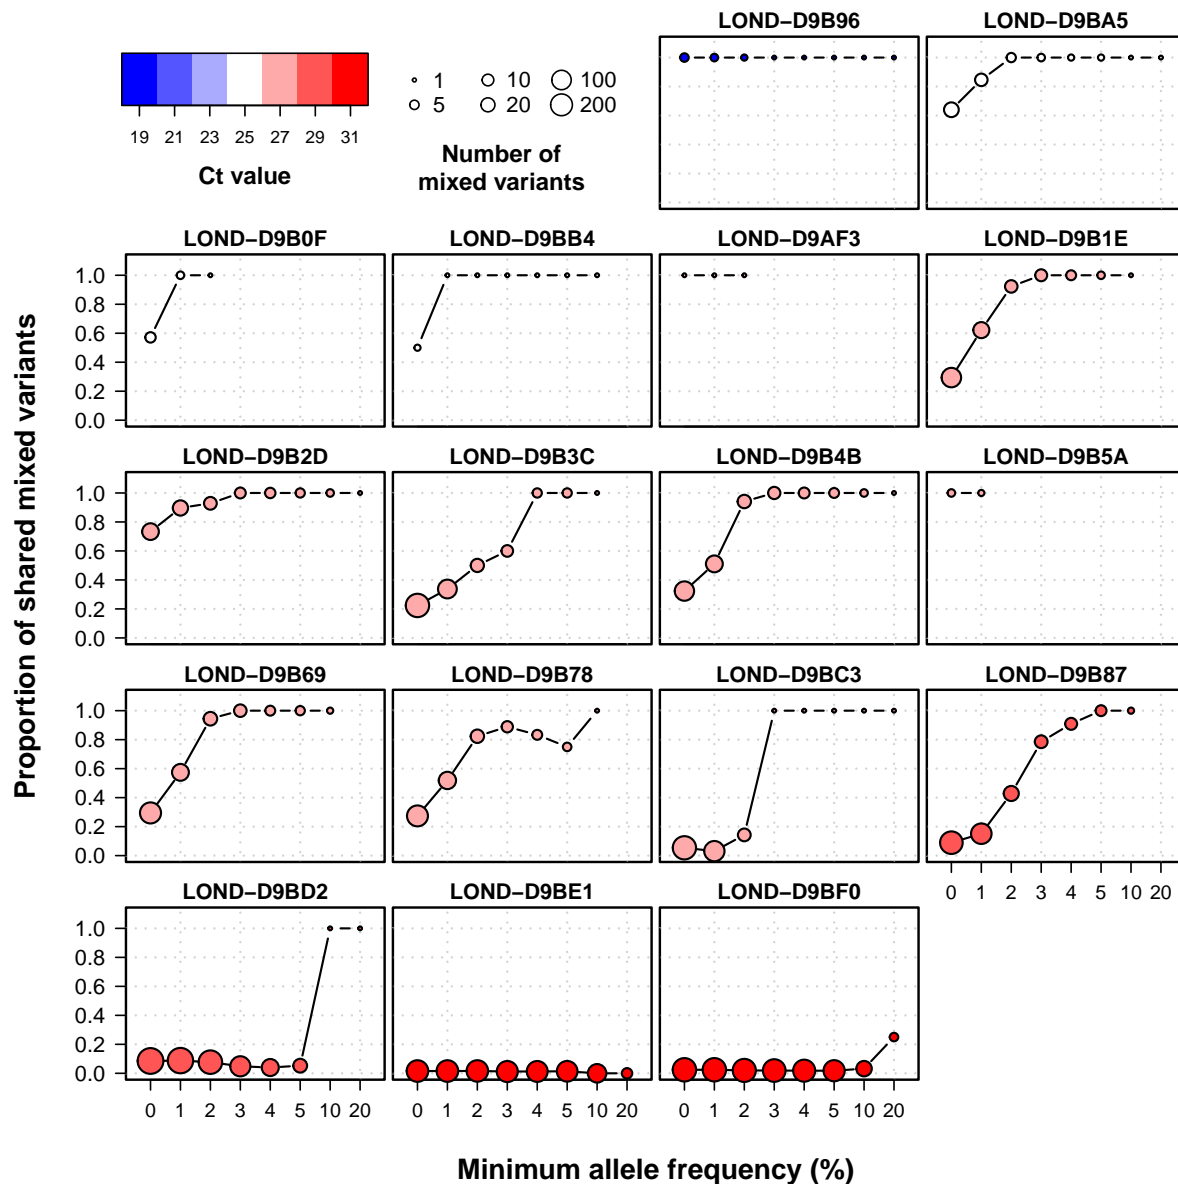 LOND−D9B96 LOND−D9BA5
1 10 100
5 20 200
19 21 23 25 27 29 31
Ct value
Number of
mixed variants
LOND−D9B0F LOND−D9BB4 LOND−D9AF3 LOND−D9B1E
1.0
0.8
0.6
0.4
0.2
0.0
LOND−D9B2D LOND−D9B3C LOND−D9B4B LOND−D9B5A
1.0
0.8
0.6
0.4
0.2
0.0
LOND−D9B69 LOND−D9B78 LOND−D9BC3 LOND−D9B87
1.0
0.8
0.6
0.4
0.2
0.0
0 1 2 3 4 5 10 20
LOND−D9BD2 LOND−D9BE1 LOND−D9BF0
1.0
0.8
0.6
0.4
0.2
0.0
0 1 2 3 4 5 10 20 0 1 2 3 4 5 10 20 0 1 2 3 4 5 10 20
Proportion of shared mixed variants
Minimum allele frequency (%)